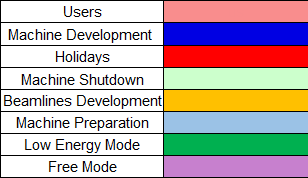 Users
Machine Development
Holidays
Machine Shutdown
Beamlines Development
Machine Preparation
Low Energy Mode
Free Mode